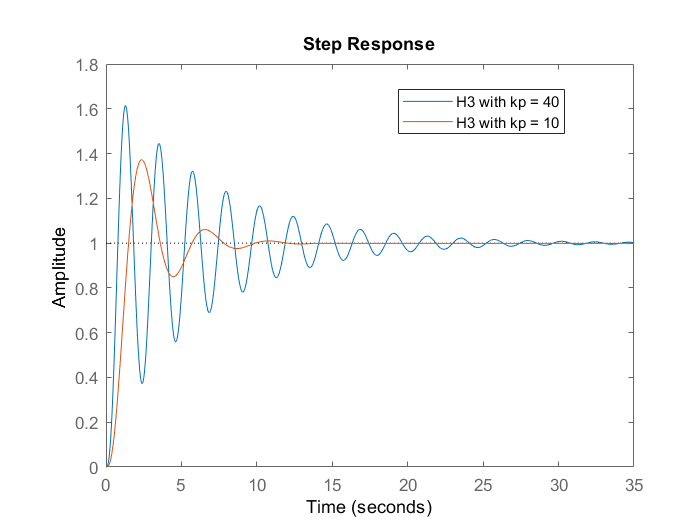 Step Response
1.8
1.6
1.4
1.2
1
0.8
0.6
0.4
0.2
0
Amplitude
H3 with kp = 40
H3 with kp = 10
0 5 10 15 20 25 30 35
Time (seconds)